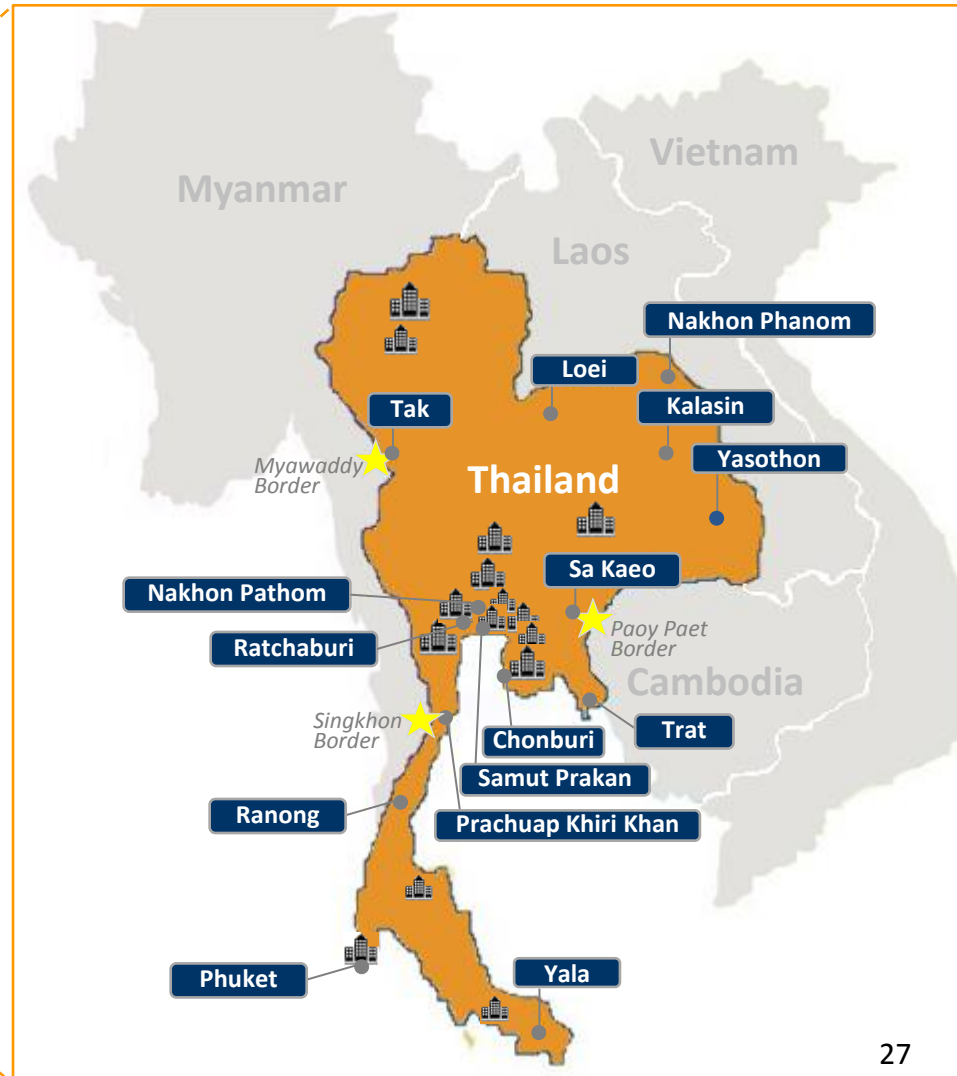 Vietnam
Myanmar
Laos
Nakhon Phanom
Loei
Kalasin
Tak
Yasothon
Myawaddy
Border
Thailand
Sa Kaeo
Nakhon Pathom
Paoy Paet
Border
Ratchaburi
Cambodia
Singkhon
Border
Trat
Chonburi
Samut Prakan
Ranong
Prachuap Khiri Khan
Phuket
Yala
27